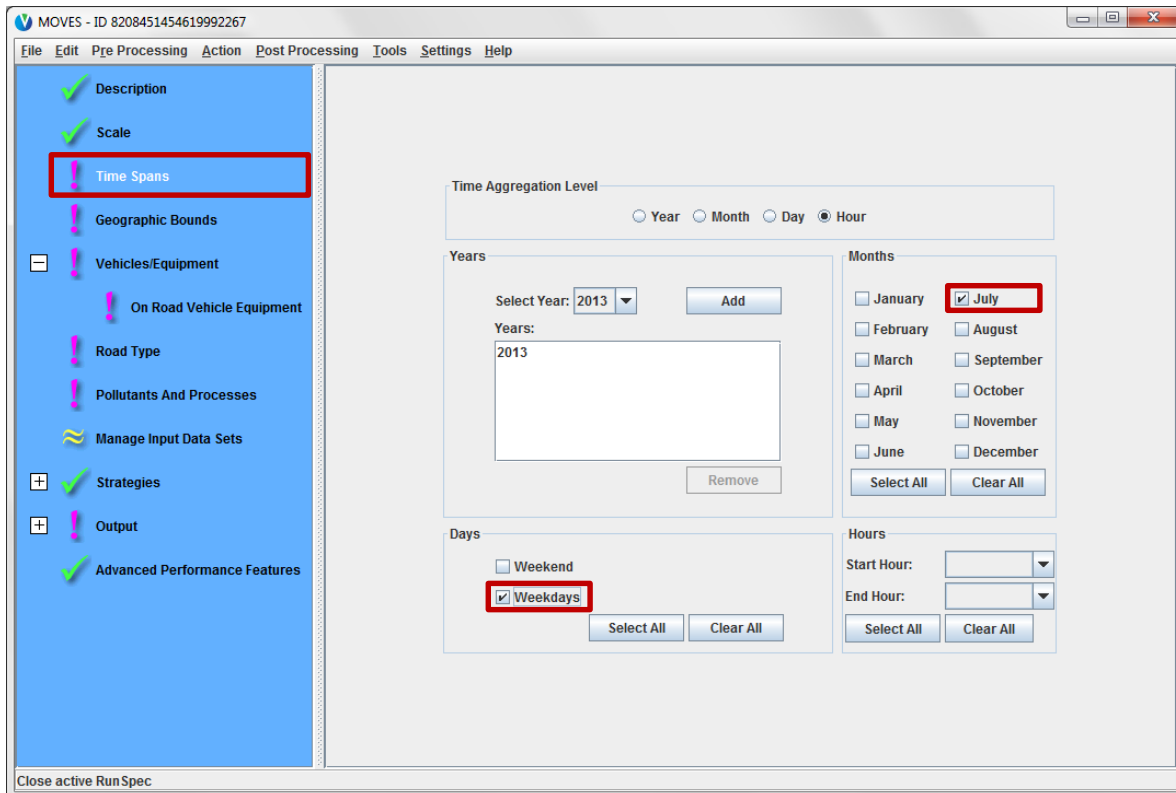 MOVES - ID 8208451454619992267
File Edit Pre Processing Action Post Processing Tools Settings Help
Description
Scale
Time Spans
Geographic Bounds
Vehicles/Equipment
On Road Vehicle Equipment
Road Type
Pollutants And Processes
Manage Input Data Sets
Strategies
Output
Advanced Performance Features
Time Aggregation Level
Year Month Day Hour
Years
Select Year: 2013 Add
Years:
2013
Remove
Months
January July
February August
March September
April October
May November
June December
Select All Clear All
Days
Weekend
Weekdays
Select All Clear All
Hours
Start Hour:
End Hour:
Select All Clear All
Close active RunSpec